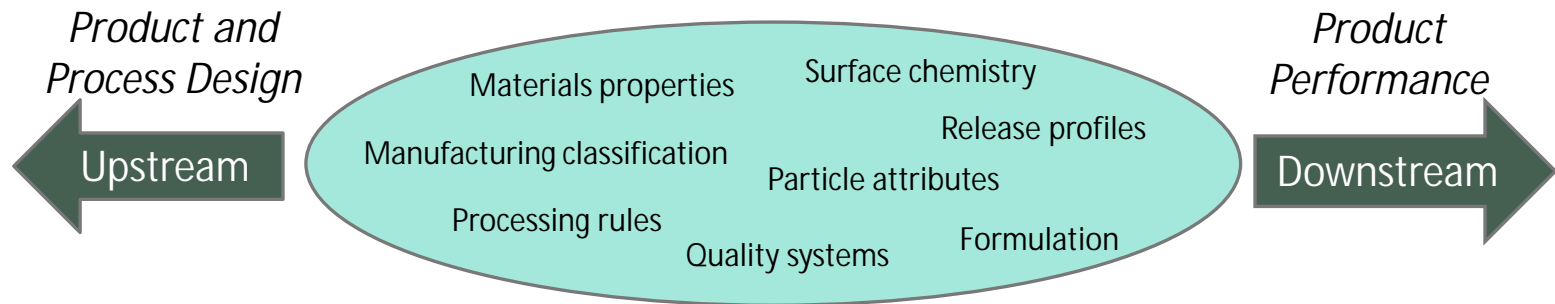 Product and
Process Design
Upstream
Materials properties
Surface chemistry
Release profiles
Manufacturing classification
Particle attributes
Processing rules
Quality systems
Formulation
Product
Performance
Downstream